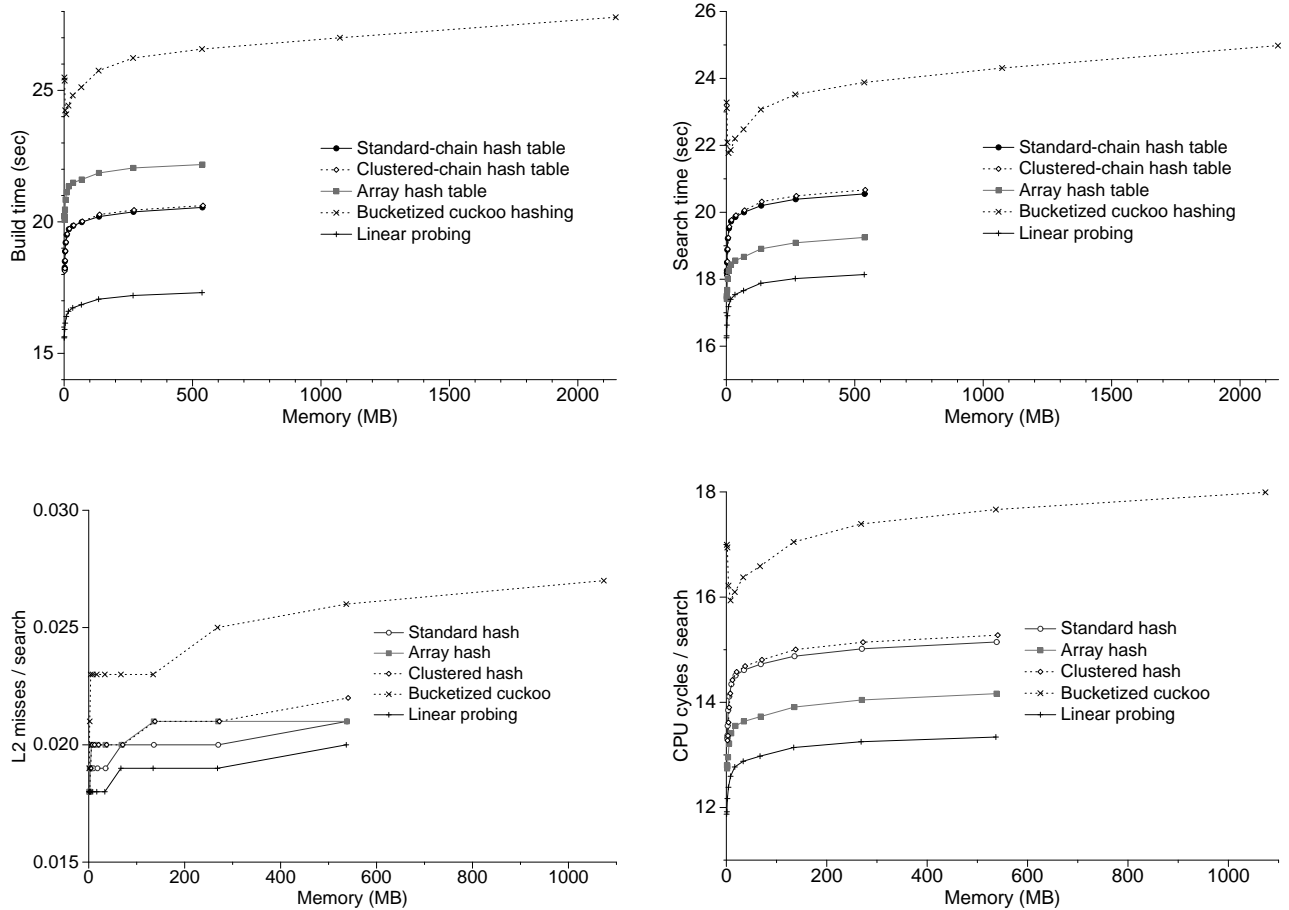 25
20
15
Build time (sec)
0
500
1000
1500
2000
Memory (MB)
Standard-chain hash table
Clustered-chain hash table
Array hash table
Bucketized cuckoo hashing
Linear probing
26
24
22
20
18
16
Search time (sec)
0
500
1000
1500
2000
Memory (MB)
Standard-chain hash table
Clustered-chain hash table
Array hash table
Bucketized cuckoo hashing
Linear probing
0.030
0.025
0.020
0.015
L2 misses / search
0
200
400
600
800
1000
Memory (MB)
Standard hash
Array hash
Clustered hash
Bucketized cuckoo
Linear probing
18
16
14
12
CPU cycles / search
0
200
400
600
800
1000
Memory (MB)
Standard hash
Array hash
Clustered hash
Bucketized cuckoo
Linear probing